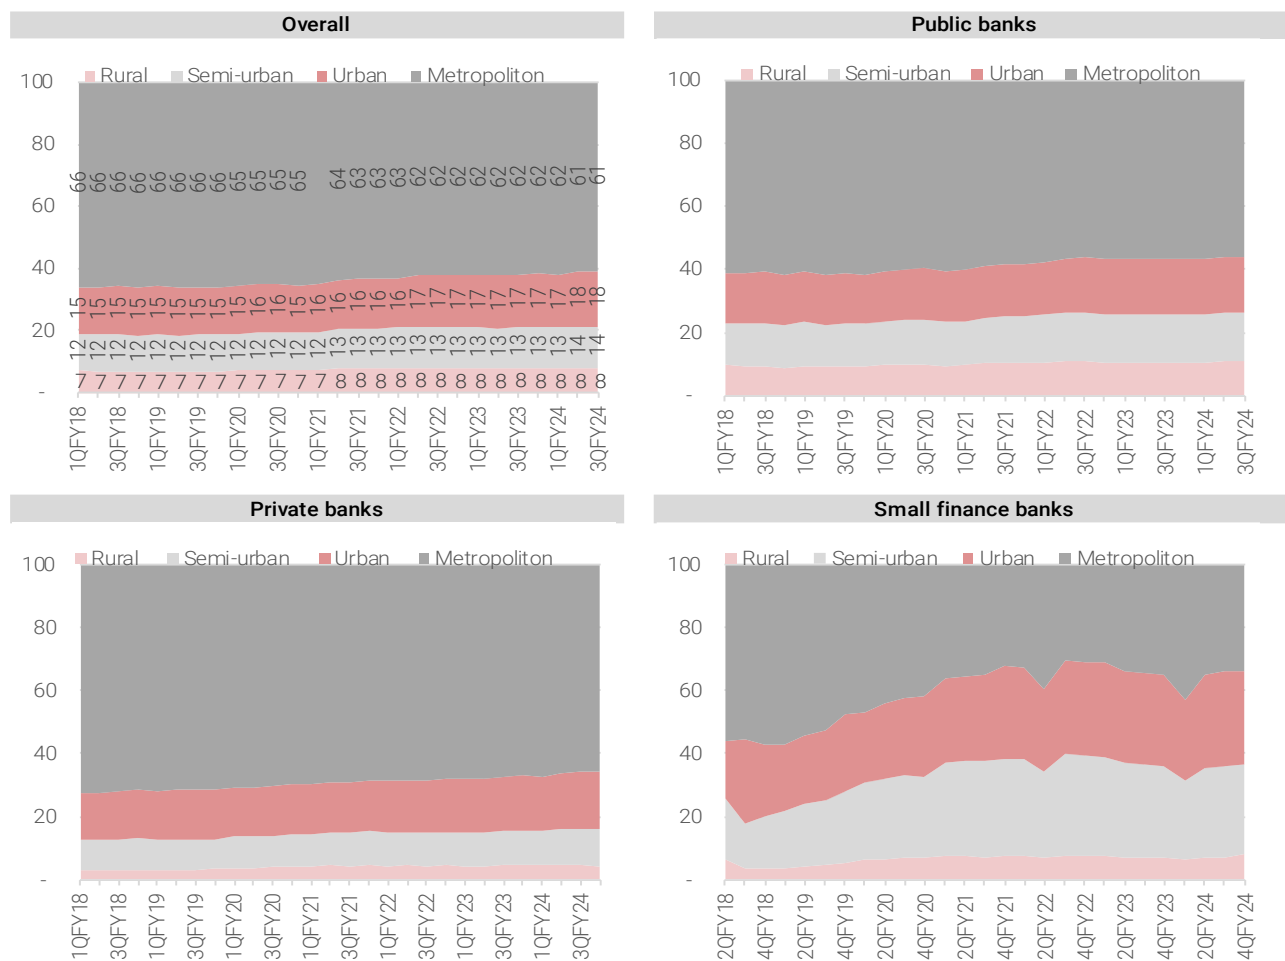 Overall
Rural Semi-urban Urban Metropoliton
100
80
60
40
20
-
66 66 66 66 66 66 66 66 65 65 65 65 64 63 63 63 62 62 62 62 62 62 62 62 61 61
15 15 15 15 15 15 15 15 15 16 16 15 16 16 16 16 16 17 17 17 17 17 17 17 17 18 18
12 12 12 12 12 12 12 12 12 12 12 12 12 13 13 13 13 13 13 13 13 13 13 13 13 14 14
7 7 7 7 7 7 7 7 7 7 7 7 7 8 8 8 8 8 8 8 8 8 8 8 8 8 8
1QFY18 3QFY18 1QFY19 3QFY19 1QFY20 3QFY20 1QFY21 3QFY21 1QFY22 3QFY22 1QFY23 3QFY23 1QFY24 3QFY24
Public banks
Rural Semi-urban Urban Metropoliton
100
80
60
40
20
-
1QFY18 3QFY18 1QFY19 3QFY19 1QFY20 3QFY20 1QFY21 3QFY21 1QFY22 3QFY22 1QFY23 3QFY23 1QFY24 3QFY24
Private banks
Rural Semi-urban Urban Metropoliton
100
80
60
40
20
-
1QFY18 3QFY18 1QFY19 3QFY19 1QFY20 3QFY20 1QFY21 3QFY21 1QFY22 3QFY22 1QFY23 3QFY23 1QFY24 3QFY24
Small finance banks
Rural Semi-urban Urban Metropoliton
100
80
60
40
20
-
2QFY18 4QFY18 2QFY19 4QFY19 2QFY20 4QFY20 2QFY21 4QFY21 2QFY22 4QFY22 2QFY23 4QFY23 2QFY24 4QFY24